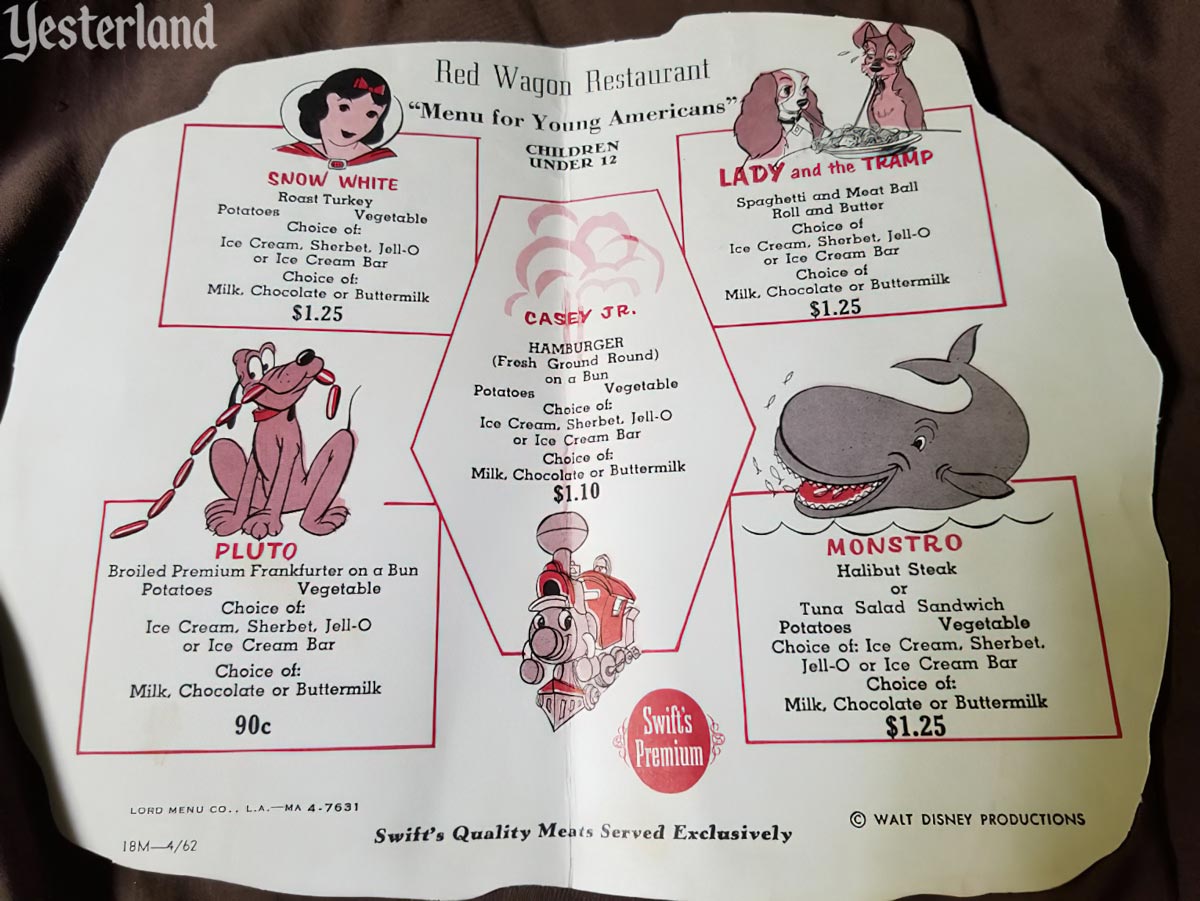 Yesterland
Red Wagon Restaurant
"Menu for Young Americans"
CHILDREN
UNDER 12
SNOW WHITE
Roast Turkey
Potatoes Vegetable
Choice of:
Ice Cream, Sherbet, Jell-O
or Ice Cream Bar
Choice of:
Milk, Chocolate or Buttermilk
$1.25
LADY and the TRAMP
Spaghetti and Meat Ball
Roll and Butter
Choice of
Ice Cream, Sherbet, Jell-O
or Ice Cream Bar
Choice of
Milk, Chocolate or Buttermilk
$1.25
CASEY JR.
HAMBURGER
(Fresh Ground Round)
on a Bun
Potatoes Vegetable
Choice of:
Ice Cream, Sherbet, Jell-O
or Ice Cream Bar
Choice of:
Milk, Chocolate or Buttermilk
$1.10
PLUTO
Broiled Premium Frankfurter on a Bun
Potatoes Vegetable
Choice of:
Ice Cream, Sherbet, Jell-O
or Ice Cream Bar
Choice of:
Milk, Chocolate or Buttermilk
90c
MONSTRO
Halibut Steak
or
Tuna Salad Sandwich
Potatoes Vegetable
Choice of: Ice Cream, Sherbet,
Jell-O or Ice Cream Bar
Choice of:
Milk, Chocolate or Buttermilk
$1.25
Swift's
Premium
LORD MENU CO., L.A.—MA 4-7631
18M—4/62
Swift's Quality Meats Served Exclusively
© WALT DISNEY PRODUCTIONS